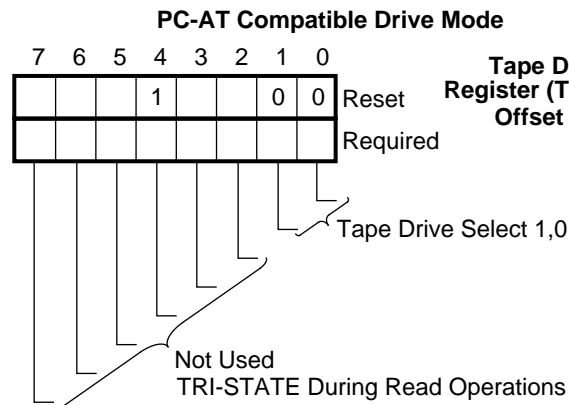 PC-AT Compatible Drive Mode
7 6 5 4 3 2 1 0
Tape D
1 0 0 Reset
Register (T
Offset
Required
Tape Drive Select 1,0
Not Used
TRI-STATE During Read Operations